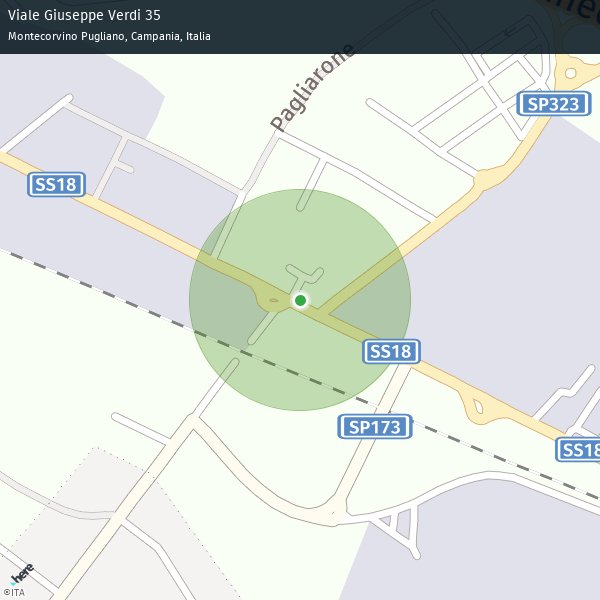 Viale Giuseppe Verdi 35
Montecorvino Pugliano, Campania, Italia
SP323
Pagliarone
SS18
SS18
SP173
SS18
here
©ITA